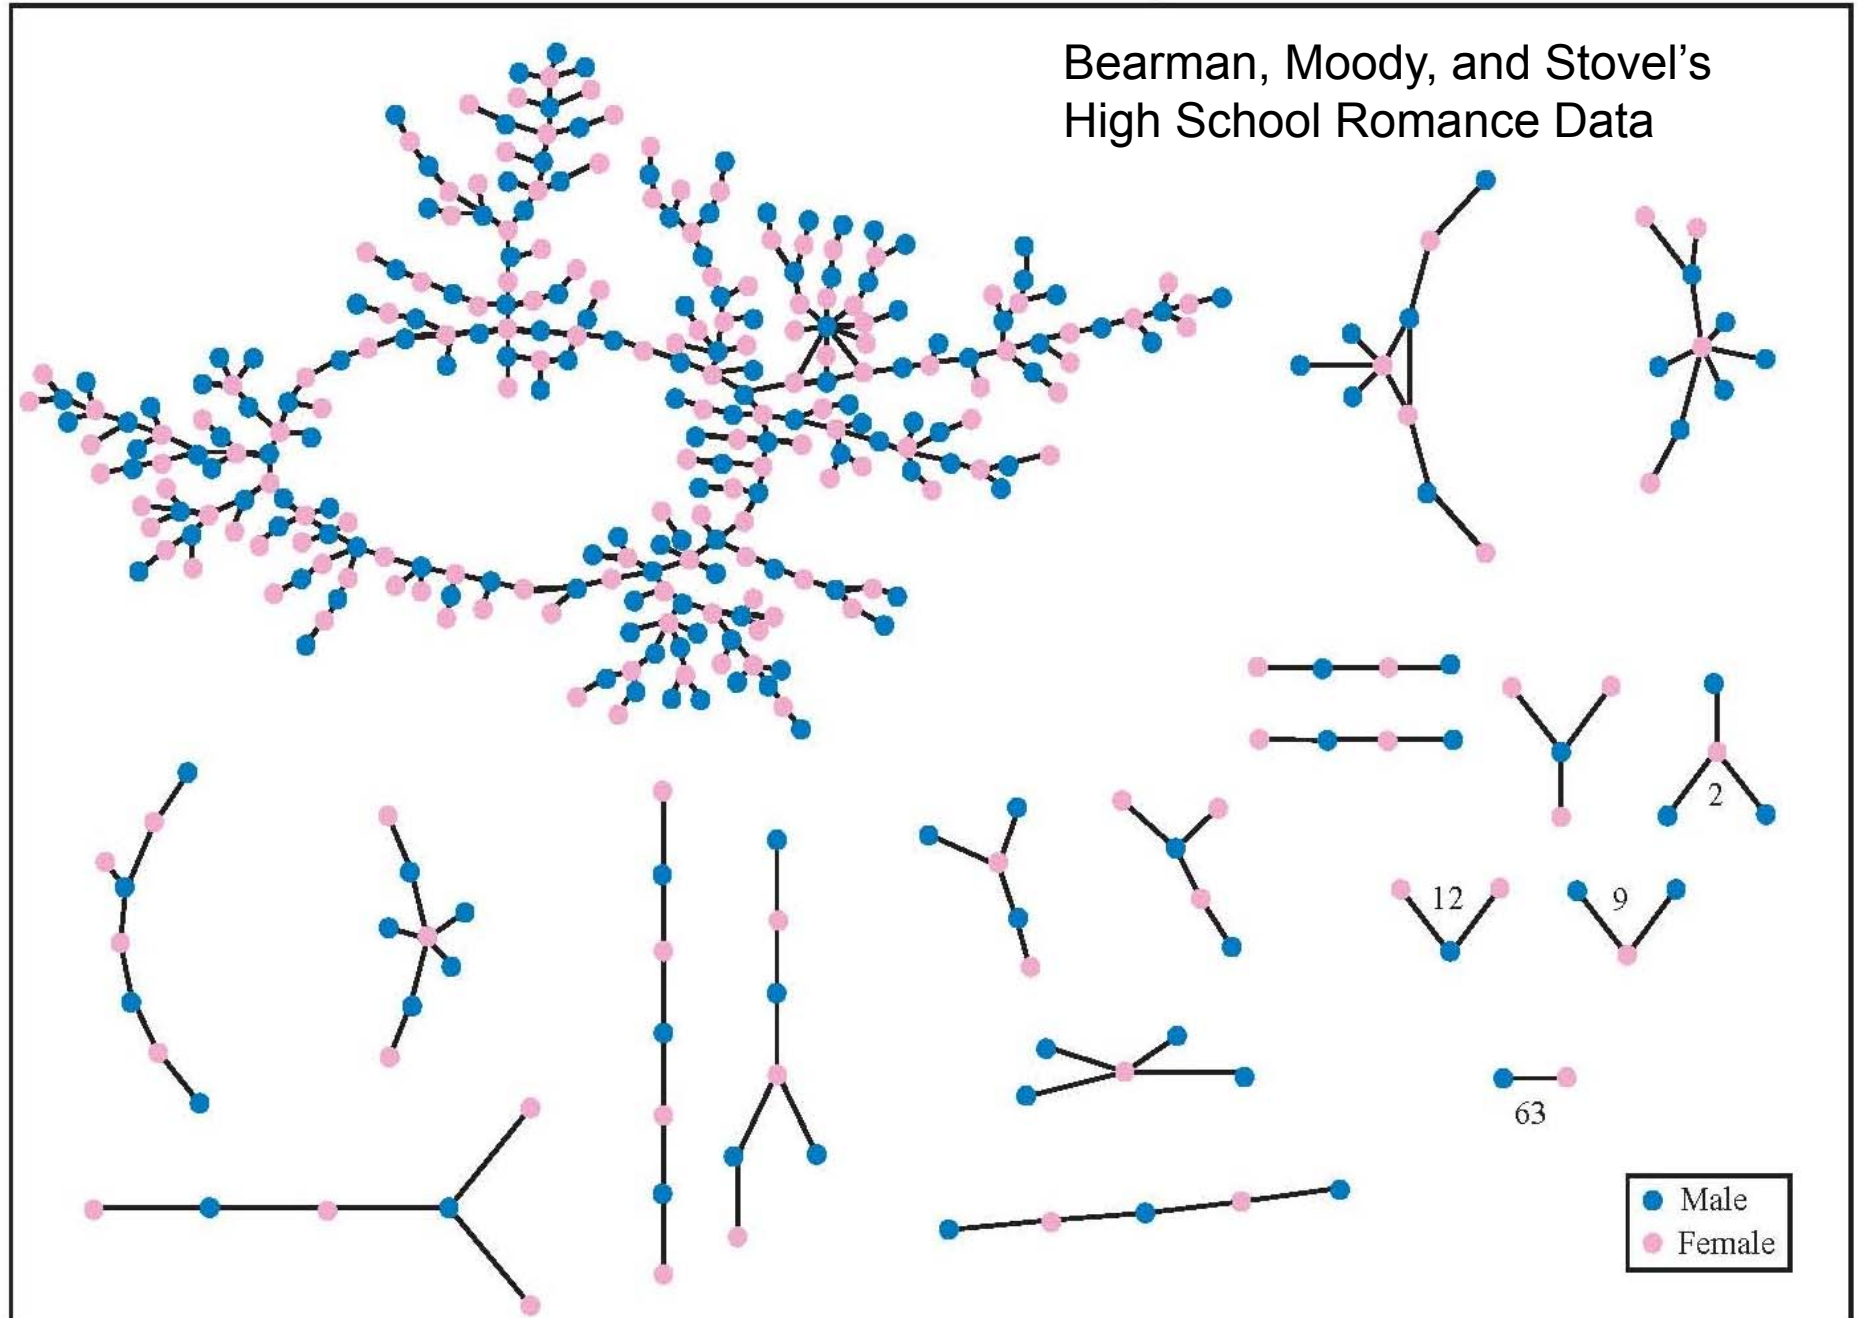 Bearman, Moody, and Stovel’s
High School Romance Data
2
12
9
63
Male
Female